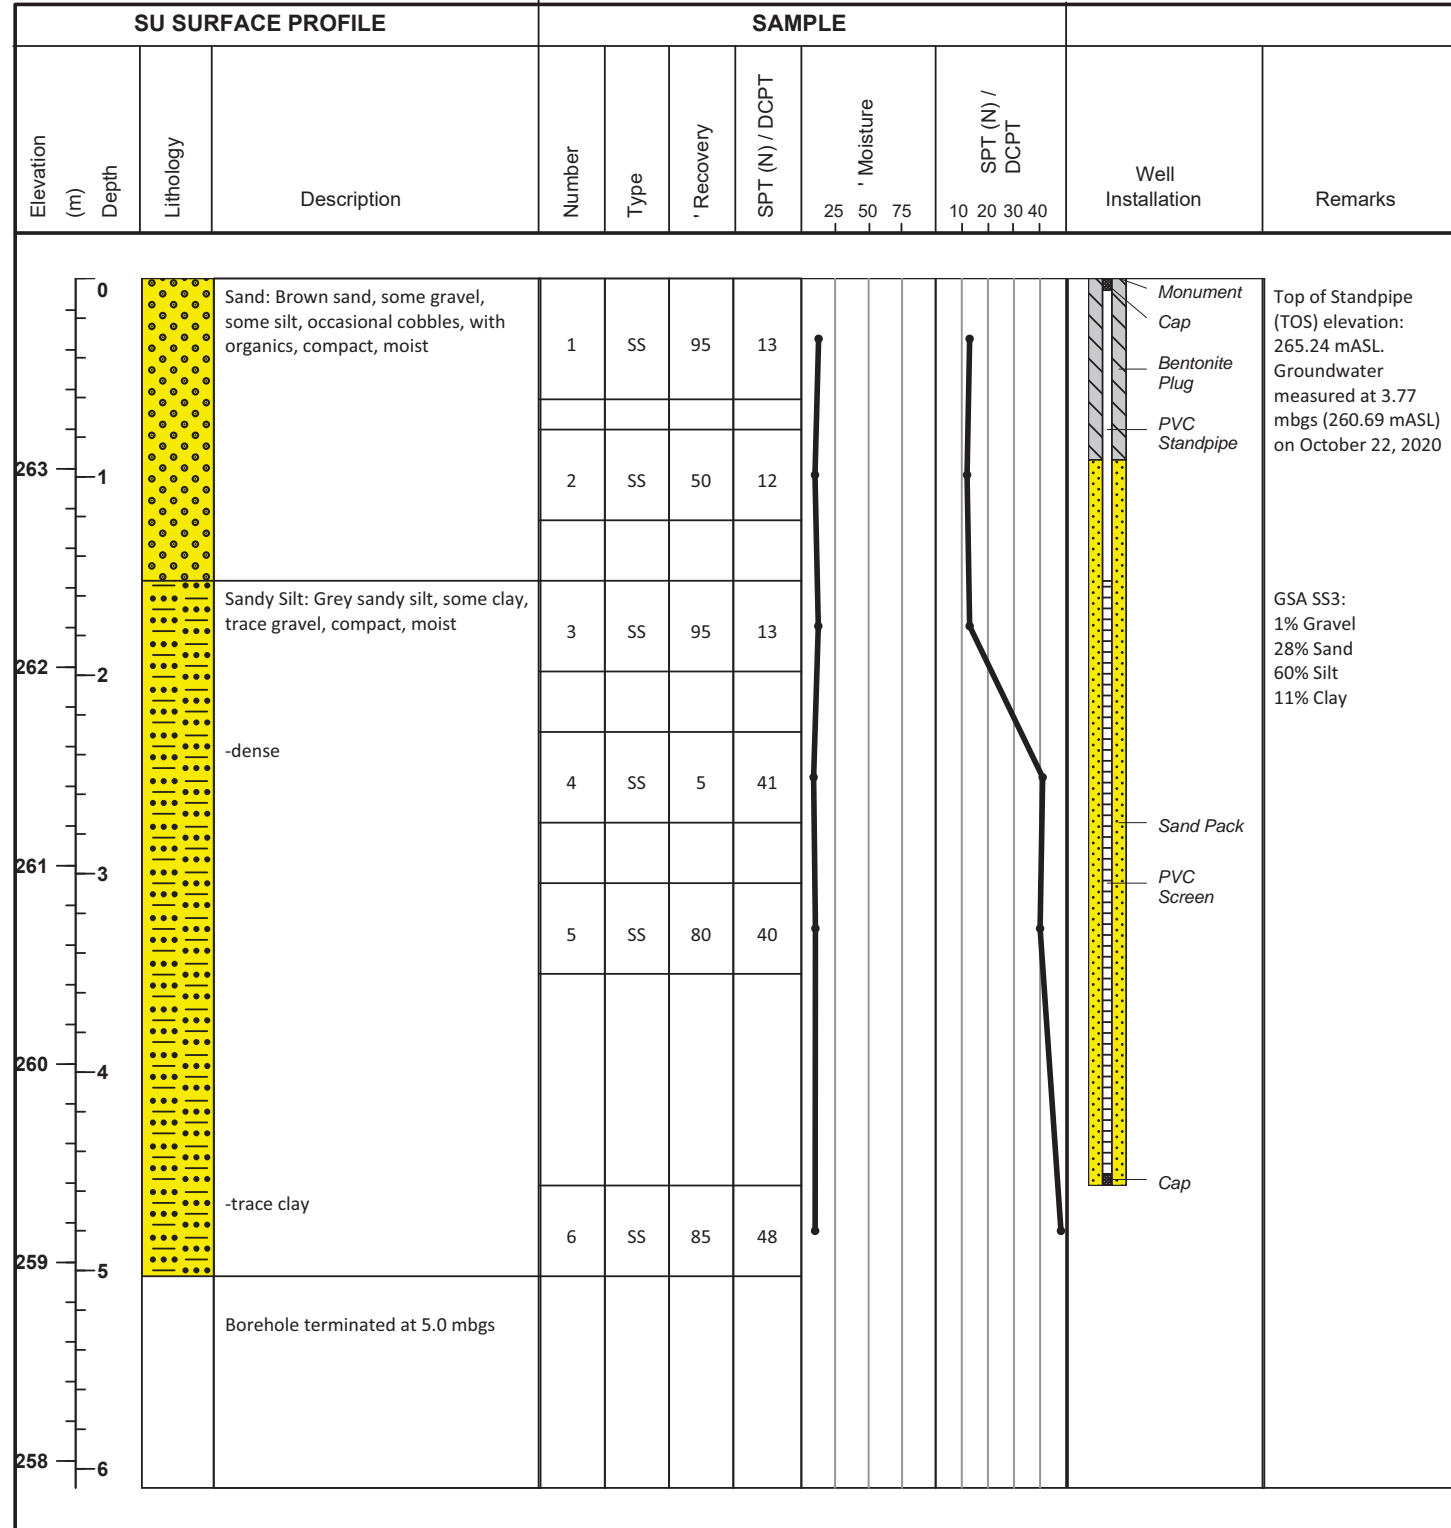 SU SURFACE PROFILE
SAMPLE
Elevation
(m)
Depth
Lithology
Description
Number
Type
' Recovery
SPT (N) / DCPT
' Moisture
25 50 75
SPT (N) /
DCPT
10 20 30 40
Well
Installation
Remarks
0
263
1
262
2
261
3
260
4
259
5
258
6
Sand: Brown sand, some gravel,
some silt, occasional cobbles, with
organics, compact, moist
Sandy Silt: Grey sandy silt, some clay,
trace gravel, compact, moist
-dense
-trace clay
Borehole terminated at 5.0 mbgs
1 SS 95 13
2 SS 50 12
3 SS 95 13
4 SS 5 41
5 SS 80 40
6 SS 85 48
Monument
Cap
Bentonite
Plug
PVC
Standpipe
Sand Pack
PVC
Screen
Cap
Top of Standpipe
(TOS) elevation:
265.24 mASL.
Groundwater
measured at 3.77
mbgs (260.69 mASL)
on October 22, 2020
GSA SS3:
1% Gravel
28% Sand
60% Silt
11% Clay